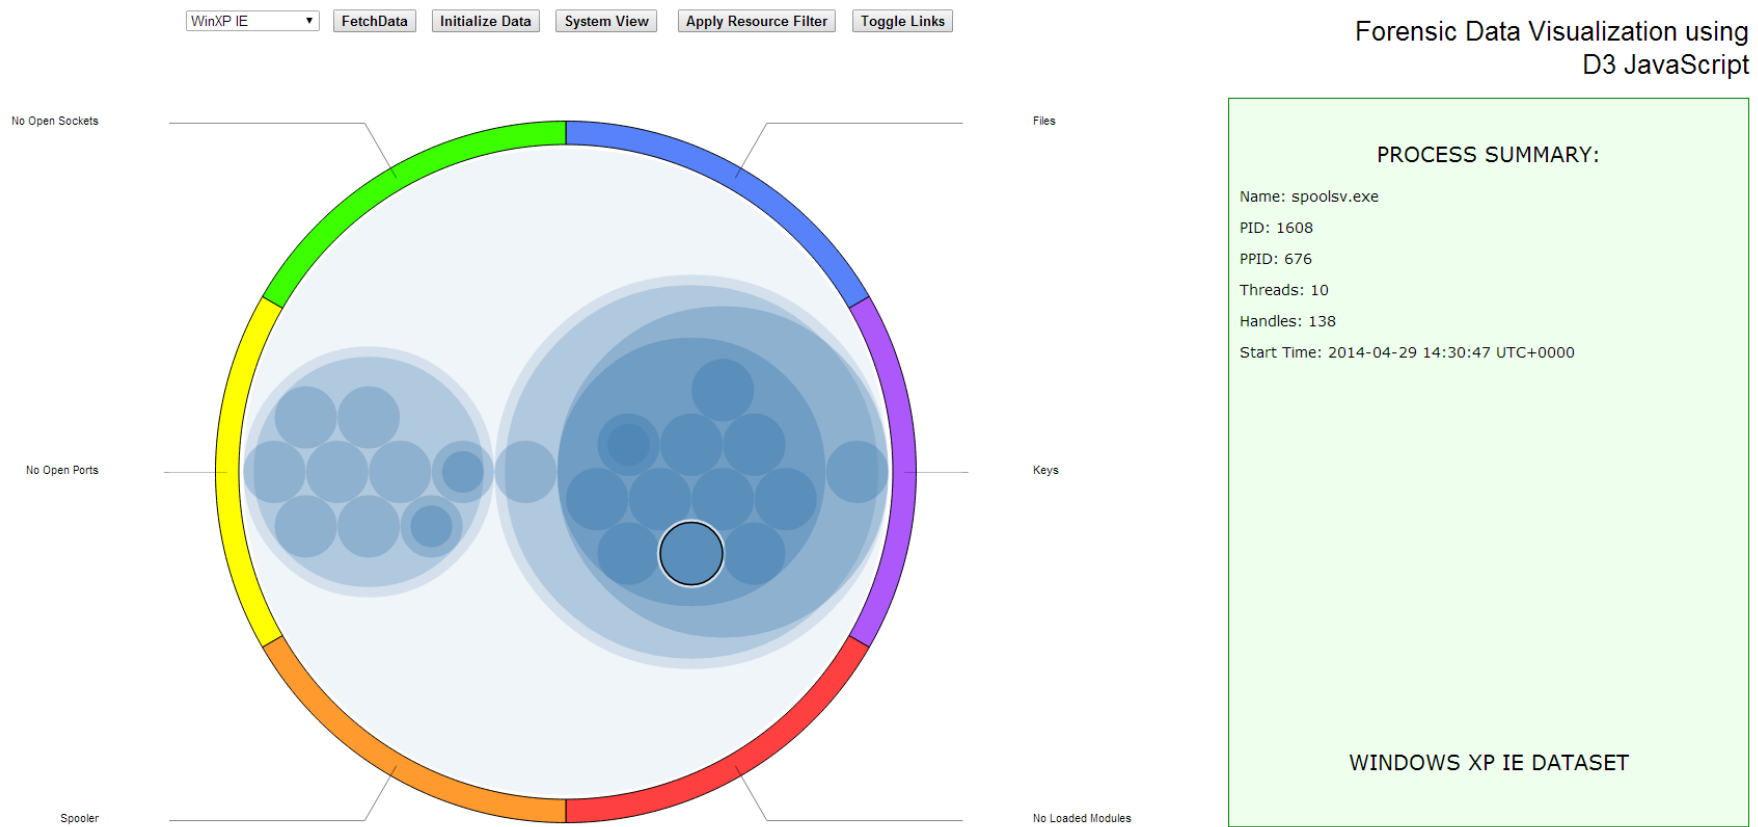 WinXP IE
FetchData
Initialize Data
System View
Apply Resource Filter
Toggle Links
Forensic Data Visualization using
D3 JavaScript
No Open Sockets
Files
No Open Ports
Keys
Spooler
No Loaded Modules
PROCESS SUMMARY:
Name: spoolsv.exe
PID: 1608
PPID: 676
Threads: 10
Handles: 138
Start Time: 2014-04-29 14:30:47 UTC+0000
WINDOWS XP IE DATASET